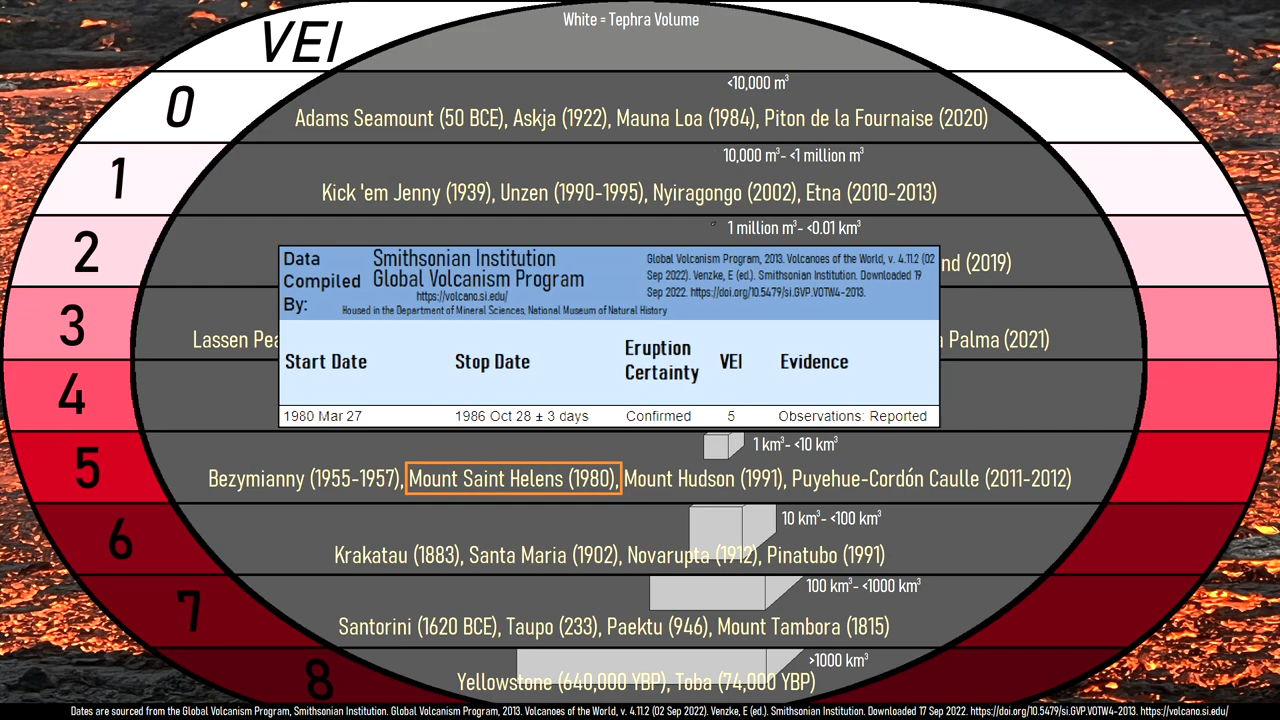 VEI
White = Tephra Volume
0
<10,000 m³
Adams Seamount (50 BCE), Askja (1922), Mauna Loa (1984), Piton de la Fournaise (2020)
1
10,000 m³- <1 million m³
Kick 'em Jenny (1939), Unzen (1990-1995), Nyiragongo (2002), Etna (2010-2013)
2
1 million m³- <0.01 km³
(2019)
Data Compiled By:
Smithsonian Institution
Global Volcanism Program
https://volcano.si.edu/
Housed in the Department of Mineral Sciences, National Museum of Natural History
Global Volcanism Program, 2013. Volcanoes of the World, v. 4.11.2 (02
Sep 2022). Venzke, E (ed.). Smithsonian Institution. Downloaded 19
Sep 2022. https://doi.org/10.5479/si.GVP.VOTW4-2013.
3
Lassen
Palma (2021)
Start Date Stop Date Eruption Certainty VEI Evidence
1980 Mar 27 1986 Oct 28 ± 3 days Confirmed 5 Observations: Reported
4
5
1 km³- <10 km³
Bezymianny (1955-1957), Mount Saint Helens (1980), Mount Hudson (1991), Puyehue-Cordón Caulle (2011-2012)
6
10 km³- <100 km³
Krakatau (1883), Santa Maria (1902), Novarupta (1912), Pinatubo (1991)
7
100 km³- <1000 km³
Santorini (1620 BCE), Taupo (233), Paektu (946), Mount Tambora (1815)
8
>1000 km³
Yellowstone (640,000 YBP), Toba (74,000 YBP)
Dates are sourced from the Global Volcanism Program, Smithsonian Institution. Global Volcanism Program, 2013. Volcanoes of the World, v. 4.11.2 (02 Sep 2022). Venzke, E (ed.). Smithsonian Institution. Downloaded 17 Sep 2022. https://doi.org/10.5479/si.GVP.VOTW4-2013. https://volcano.si.edu/